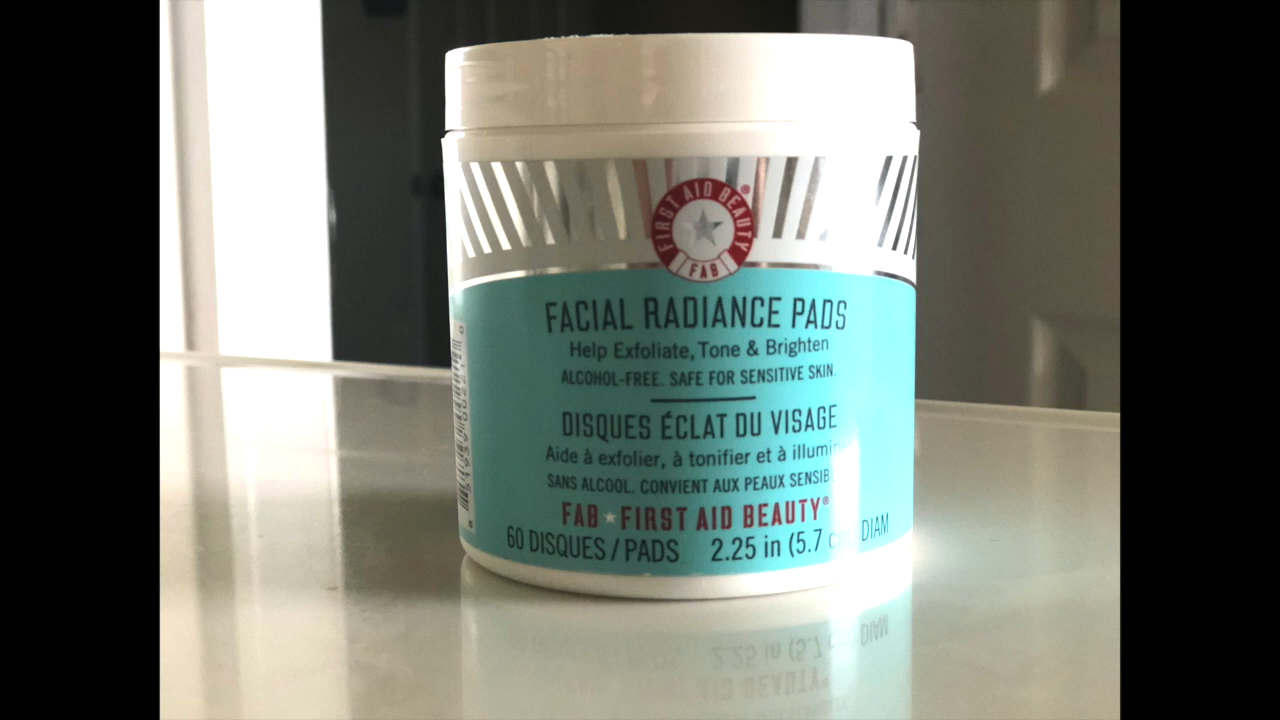 FIRST AID BEAUTY®
FAB
FACIAL RADIANCE PADS
Help Exfoliate, Tone & Brighten
ALCOHOL-FREE. SAFE FOR SENSITIVE SKIN.
DISQUES ÉCLAT DU VISAGE
Aide à exfolier, à tonifier et à
SANS ALCOOL. CONVIENT AUX PEAUX
FAB★FIRST AID BEAUTY®
60 DISQUES / PADS 2.25 in (5.7 DIAM